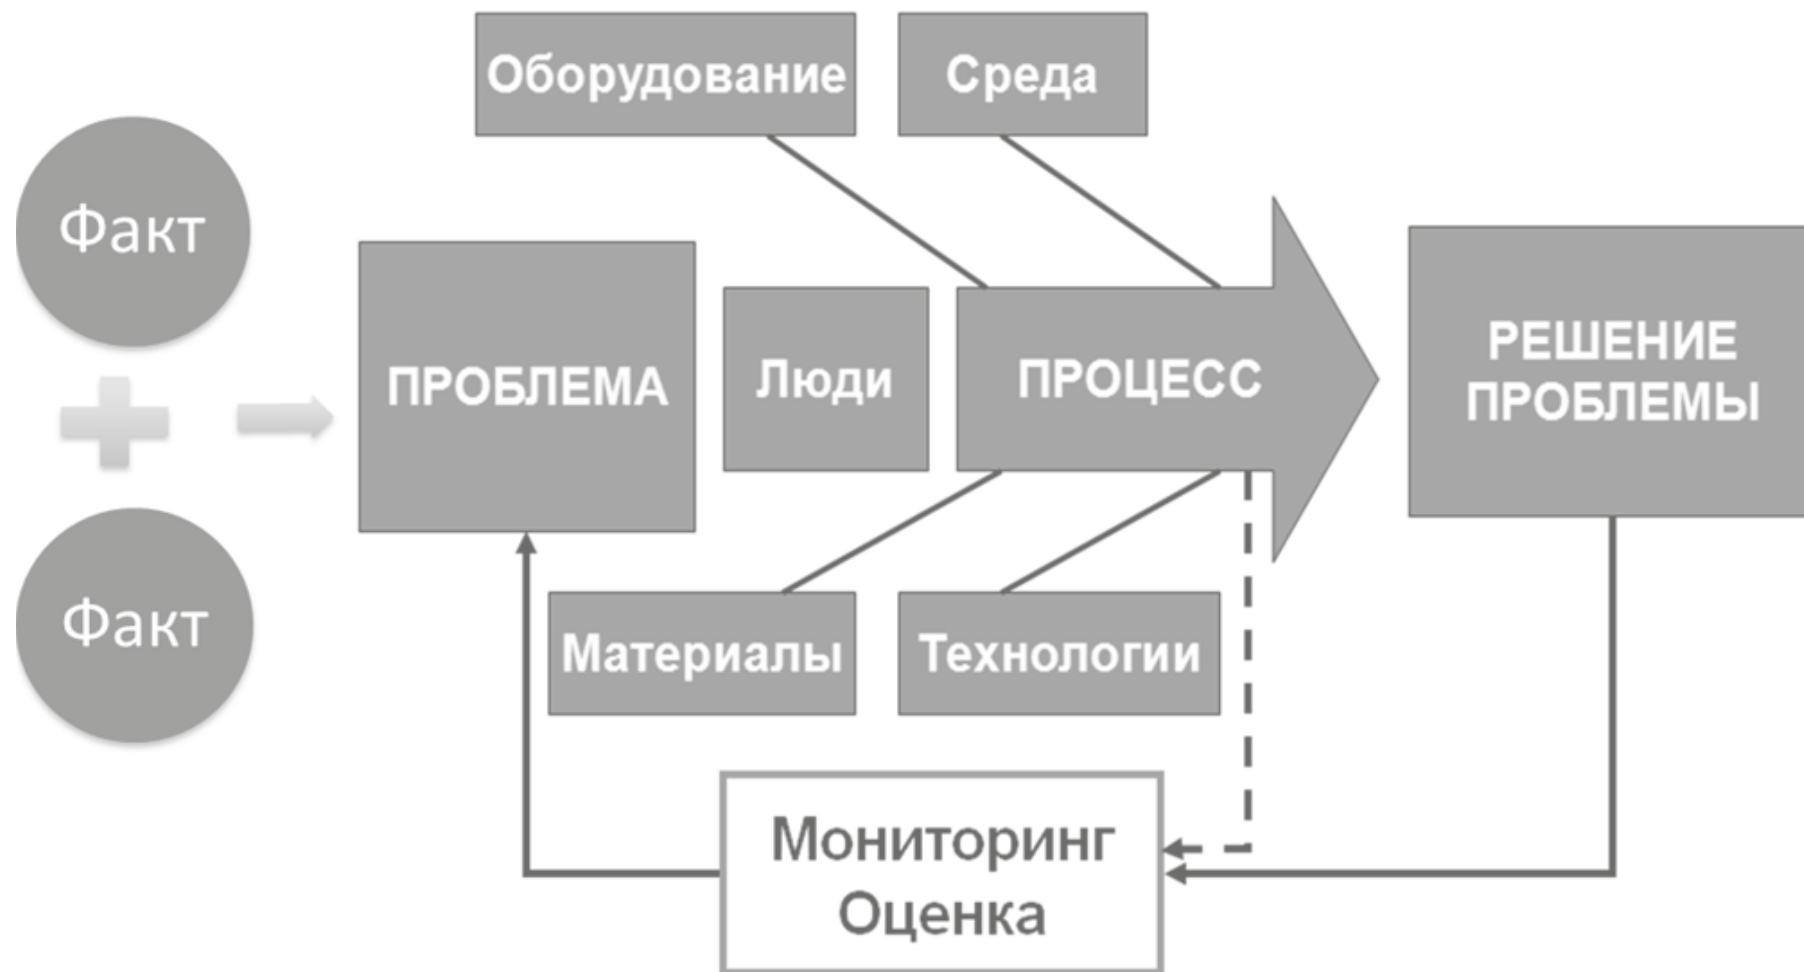 Оборудование
Среда
Факт
ПРОБЛЕМА
Люди
ПРОЦЕСС
РЕШЕНИЕ
ПРОБЛЕМЫ
Факт
Материалы
Технологии
Мониторинг
Оценка